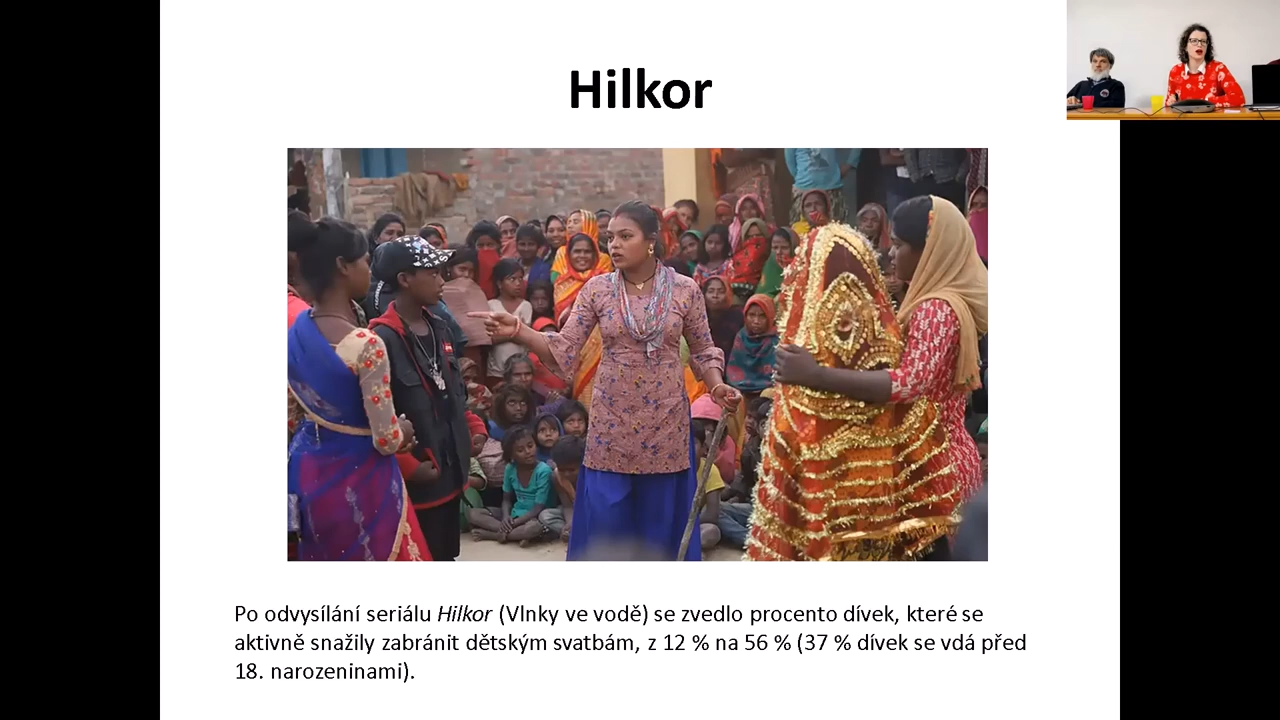 Hilkor
Po odvysílání seriálu Hilkor (Vlnky ve vodě) se zvedlo procento dívek, které se
aktivně snažily zabránit dětským svatbám, z 12 % na 56 % (37 % dívek se vdá před
18. narozeninami).